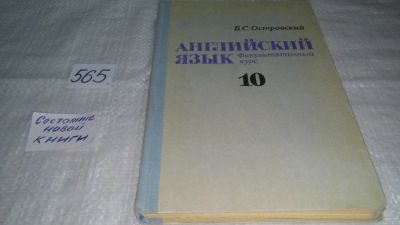 565
Состояние
новой
книги
Б.С.Островский
АНГЛИЙСКИЙ
ЯЗЫК Факультативный
курс
10